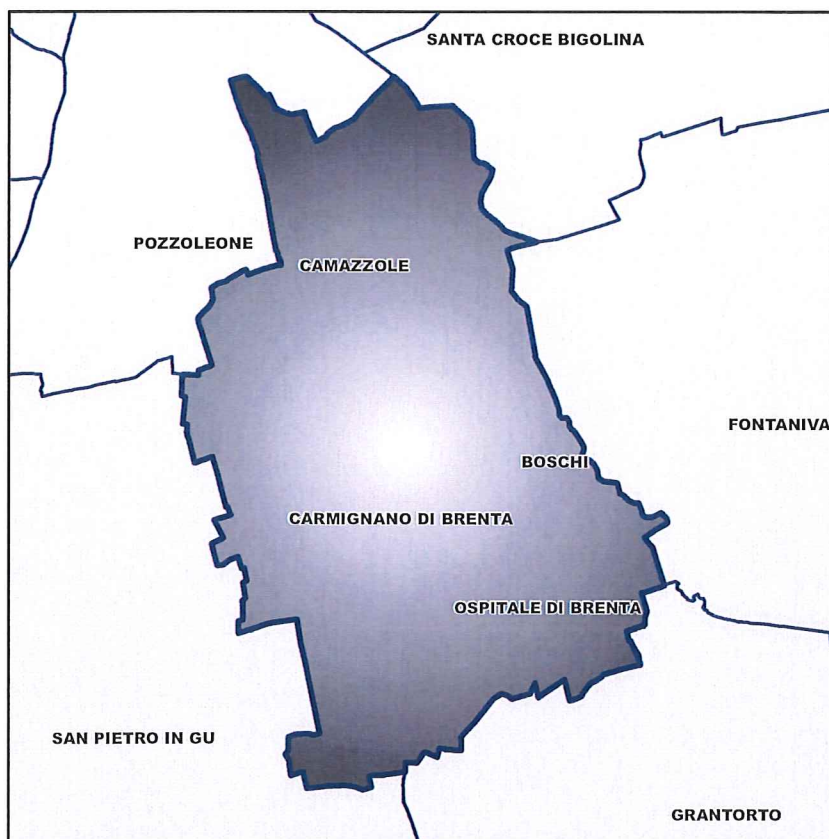 SANTA CROCE BIGOLINA
POZZOLEONE
CAMAZZOLE
FONTANIVA
BOSCHI
CARMIGNANO DI BRENTA
OSPITALE DI BRENTA
SAN PIETRO IN GU
GRANTORTO